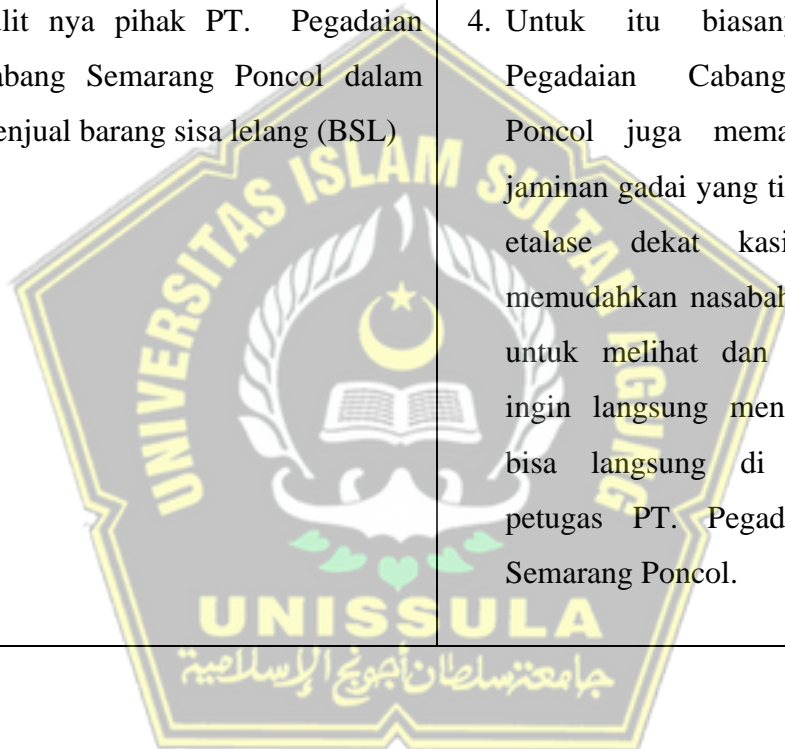 lit nya pihak PT. Pegadaian
abang Semarang Poncol dalam
enjual barang sisa lelang (BSL)
4. Untuk itu biasan
Pegadaian Cabang
Poncol juga mema
jaminan gadai yang ti
etalase dekat kasi
memudahkan nasabah
untuk melihat dan
ingin langsung men
bisa langsung di
petugas PT. Pegad
Semarang Poncol.
UNIVERSITAS ISLAM SULTAN AGUNG
UNISSULA
جامعتسلطان أجونج الإسلامية